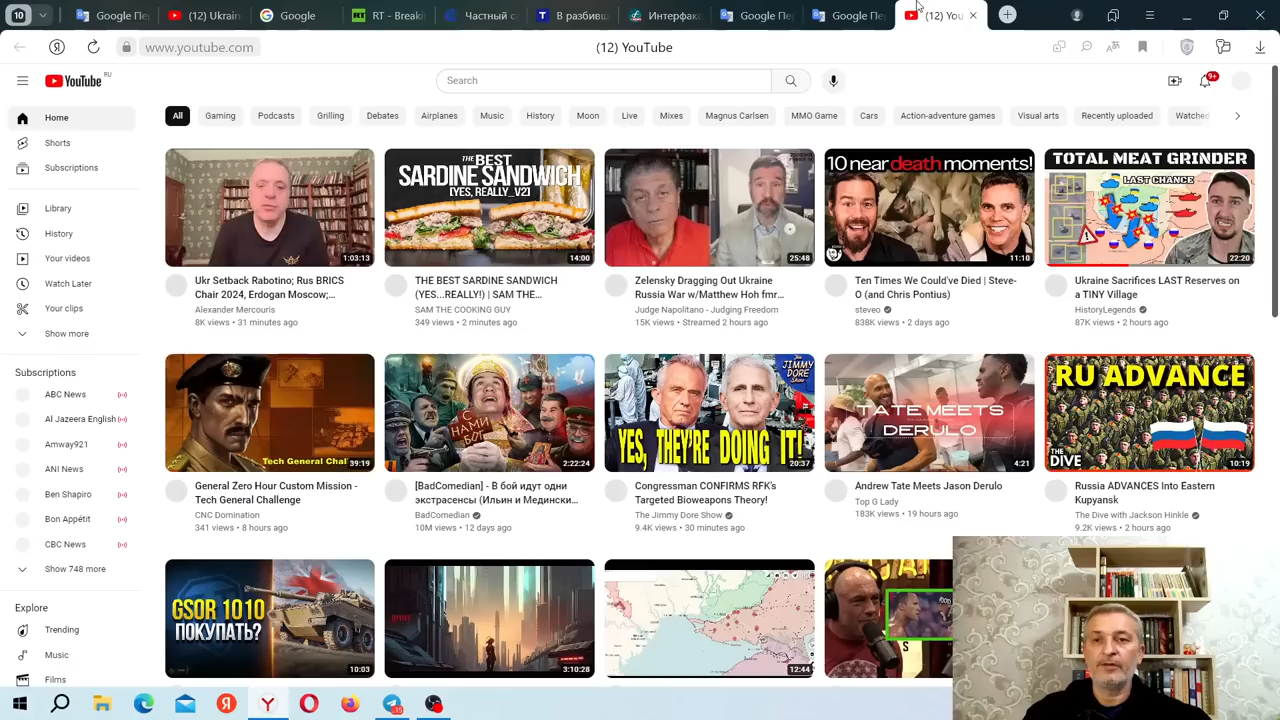 10
Google Пе
(12) Ukrain
Google
RT - Breaki
Частный с
В разбивш
Интерфак
Google Пе
Google Пе
(12) You
www.youtube.com
(12) YouTube
YouTube RU
Search
9+
All
Gaming
Podcasts
Grilling
Debates
Airplanes
Music
History
Moon
Live
Mixes
Magnus Carlsen
MMO Game
Cars
Action-adventure games
Visual arts
Recently uploaded
Watched
Home
Shorts
Subscriptions
Library
History
Your videos
Watch Later
Your clips
Show more
Subscriptions
ABC News
Al Jazeera English
Amway921
ANI News
Ben Shapiro
Bon Appétit
CBC News
Show 748 more
Explore
Trending
Music
Films
1:03:13
Ukr Setback Rabotino; Rus BRICS
Chair 2024, Erdogan Moscow;...
Alexander Mercouris
8K views • 31 minutes ago
THE BEST
SARDINE SANDWICH
(YES, REALLY_V2)
14:00
THE BEST SARDINE SANDWICH
(YES...REALLY!) | SAM THE...
SAM THE COOKING GUY
349 views • 2 minutes ago
25:48
Zelensky Dragging Out Ukraine
Russia War w/Matthew Hoh fmr...
Judge Napolitano - Judging Freedom
15K views • Streamed 2 hours ago
10 near death moments!
11:10
Ten Times We Could've Died | Steve-
O (and Chris Pontius)
steveo
838K views • 2 days ago
TOTAL MEAT GRINDER
LAST CHANCE
22:20
Ukraine Sacrifices LAST Reserves on
a TINY Village
HistoryLegends
87K views • 2 hours ago
Tech General Chal
39:19
General Zero Hour Custom Mission -
Tech General Challenge
CNC Domination
341 views • 8 hours ago
С НАМИ БОГ
2:22:24
[BadComedian] - В бой идут одни
экстрасенсы (Ильин и Медински...
BadComedian
10M views • 12 days ago
THE JIMMY DORE SHOW
YES, THEY'RE DOING IT!
20:37
Congressman CONFIRMS RFK's
Targeted Bioweapons Theory!
The Jimmy Dore Show
9.4K views • 30 minutes ago
TATE MEETS
DERULO
4:21
Andrew Tate Meets Jason Derulo
Top G Lady
183K views • 19 hours ago
RU ADVANCE
THE DIVE
10:19
Russia ADVANCES Into Eastern
Kupyansk
The Dive with Jackson Hinkle
9.2K views • 2 hours ago
GSOR 1010
ПОКУПАТЬ?
10:03
3:10:28
12:44
S
15